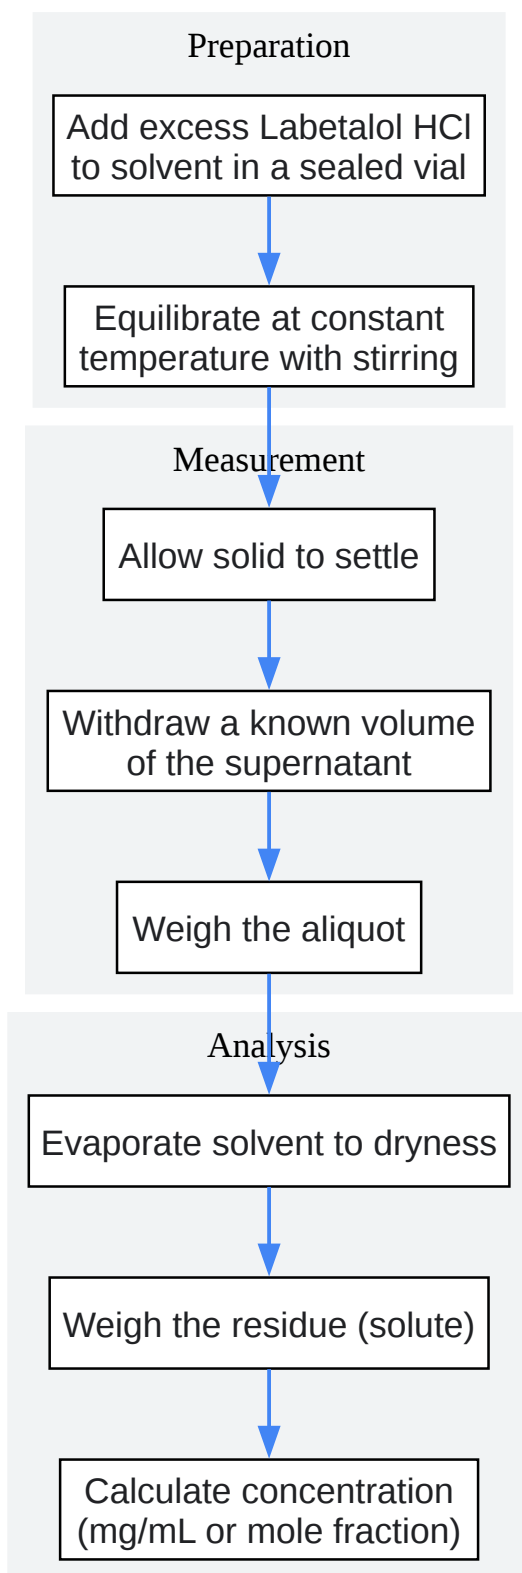 Preparation
Add excess Labetalol HCl
to solvent in a sealed vial
Equilibrate at constant
temperature with stirring
Measurement
Allow solid to settle
Withdraw a known volume
of the supernatant
Weigh the aliquot
Analysis
Evaporate solvent to dryness
Weigh the residue (solute)
Calculate concentration
(mg/mL or mole fraction)